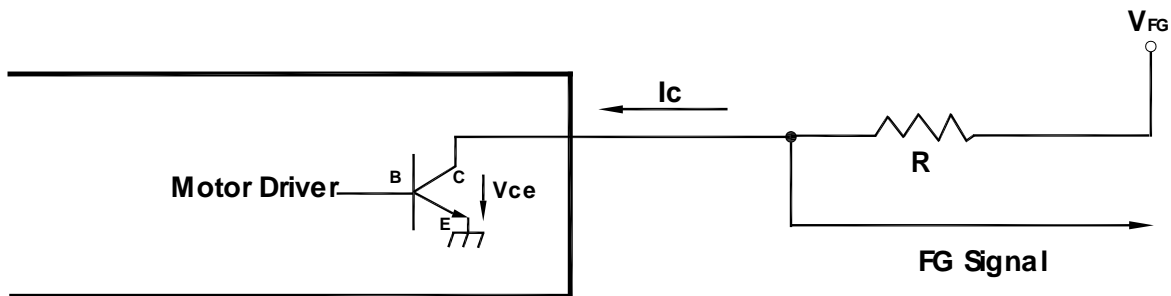 VFG
Ic
R
Motor Driver
B
C
Vce
E
FG Signal